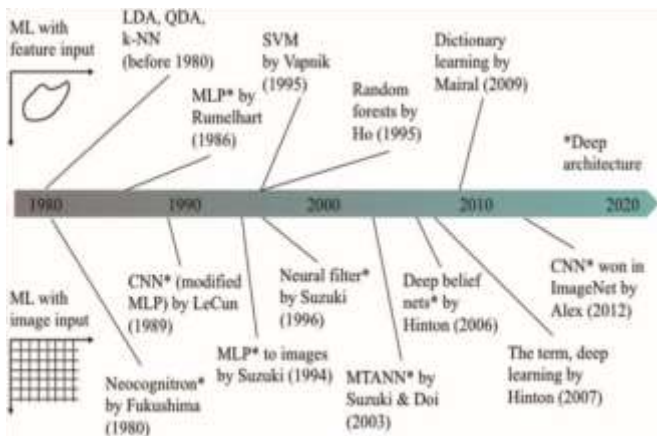 ML with
feature input
LDA, QDA,
k-NN
(before 1980)
MLP* by
Rumelhart
(1986)
SVM
by Vapnik
(1995)
Random
forests by
Ho (1995)
Dictionary
learning by
Mairal (2009)
*Deep
architecture
1980
1990
2000
2010
2020
ML with
image input
Neocognitron*
by Fukushima
(1980)
CNN* (modified
MLP) by LeCun
(1989)
MLP* to images
by Suzuki (1994)
Neural filter*
by Suzuki
(1996)
MTANN* by
Suzuki & Doi
(2003)
Deep belief
nets* by
Hinton (2006)
The term, deep
learning by
Hinton (2007)
CNN* won in
ImageNet by
Alex (2012)